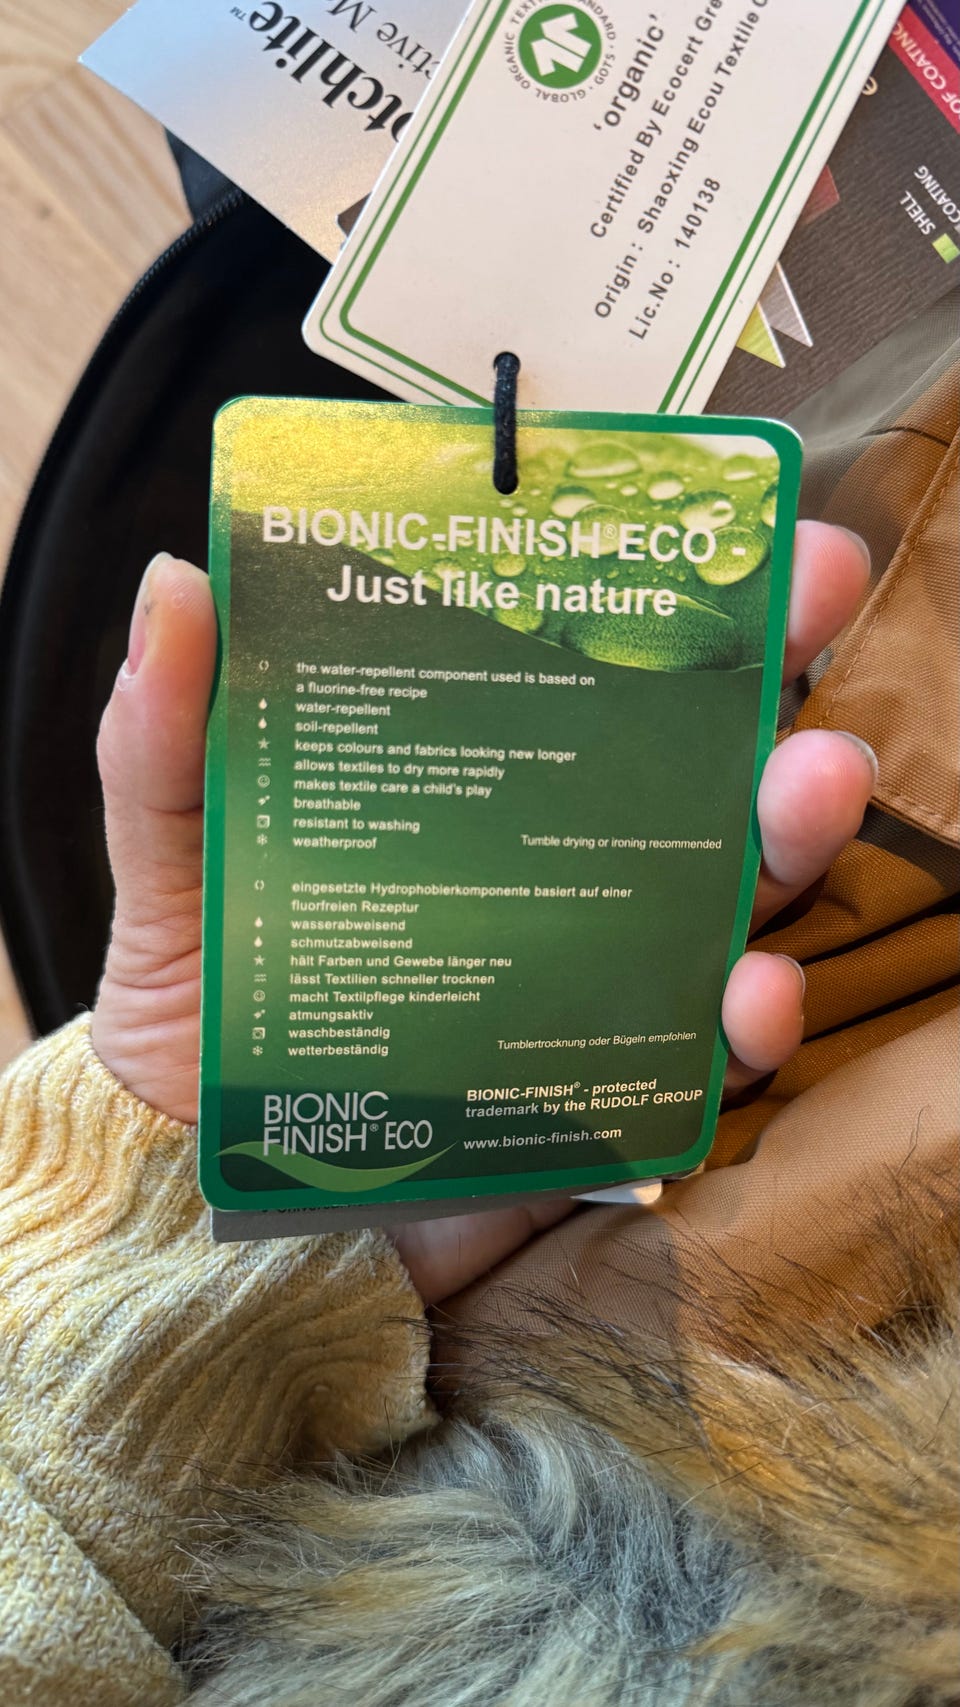 otchlite™
ctive M
GLOBAL ORGANIC TEXTILE STANDARD · GOTS ·
'organic'
Certified By Ecocert Gre
Origin : Shaoxing Ecou Textile C
Lic.No : 140138
OF COATING
SHELL
COATING
BIONIC-FINISH®ECO -
Just like nature
the water-repellent component used is based on
a fluorine-free recipe
water-repellent
soil-repellent
keeps colours and fabrics looking new longer
allows textiles to dry more rapidly
makes textile care a child's play
breathable
resistant to washing
weatherproof
Tumble drying or ironing recommended
eingesetzte Hydrophobierkomponente basiert auf einer
fluorfreien Rezeptur
wasserabweisend
schmutzabweisend
hält Farben und Gewebe länger neu
lässt Textilien schneller trocknen
macht Textilpflege kinderleicht
atmungsaktiv
waschbeständig
wetterbeständig
Tumblertrocknung oder Bügeln empfohlen
BIONIC
FINISH® ECO
BIONIC-FINISH® - protected
trademark by the RUDOLF GROUP
www.bionic-finish.com